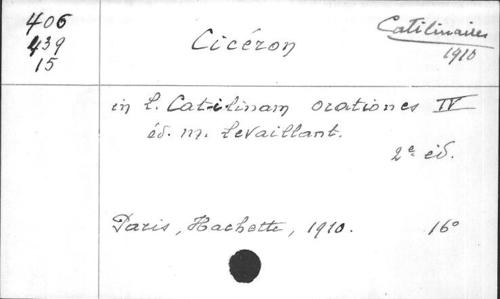 406
439
15
Cicéron
Catilinaires
1910
in L. Catilinam orationes IV
éd. M. Levaillant.
2e éd.
Paris, Hachette, 1910. 16°